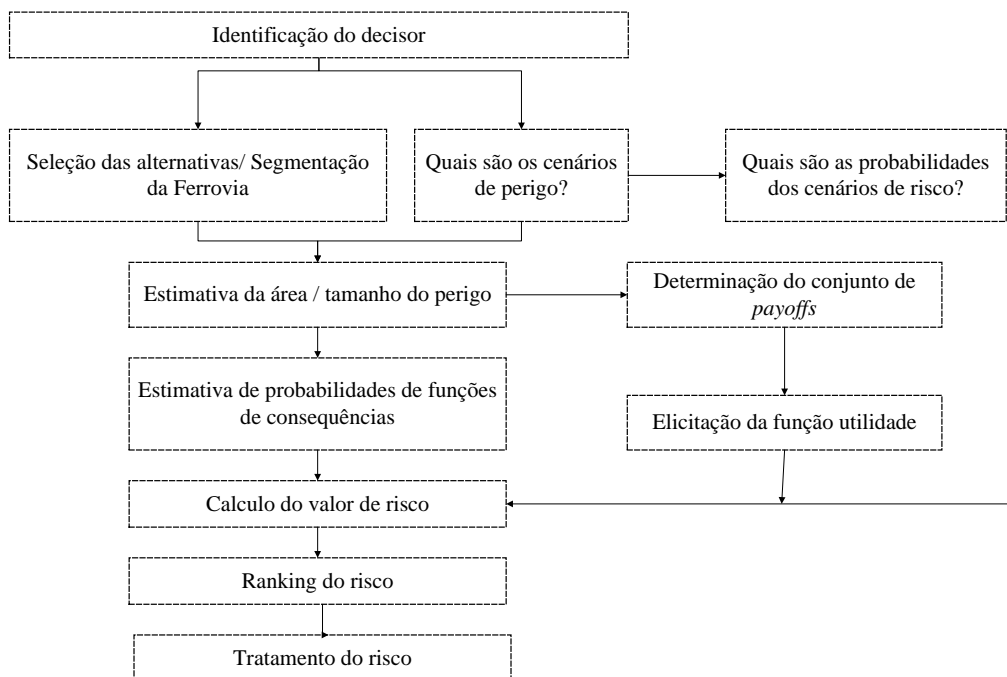 Identificação do decisor
Seleção das alternativas/ Segmentação
da Ferrovia
Quais são os cenários
de perigo?
Quais são as probabilidades
dos cenários de risco?
Estimativa da área / tamanho do perigo
Determinação do conjunto de
payoffs
Estimativa de probabilidades de funções
de consequências
Elicitação da função utilidade
Calculo do valor de risco
Ranking do risco
Tratamento do risco